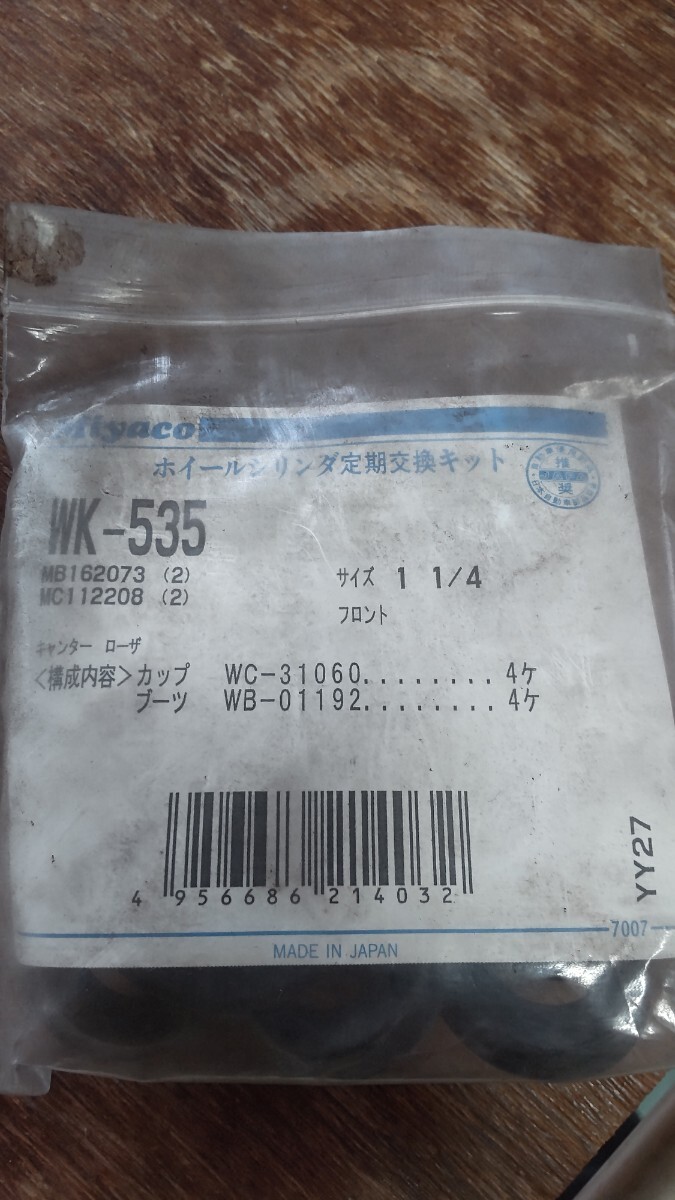 Miyaco
ホイールシリンダ定期交換キット
推
奨
WK-535
MB162073 (2)
MC112208 (2)
サイズ 1 1/4
フロント
キャンター ローザ
<構成内容>カップ WC-31060........4ケ
ブーツ WB-01192........4ケ
4 956686 214032
YY27
7007
MADE IN JAPAN